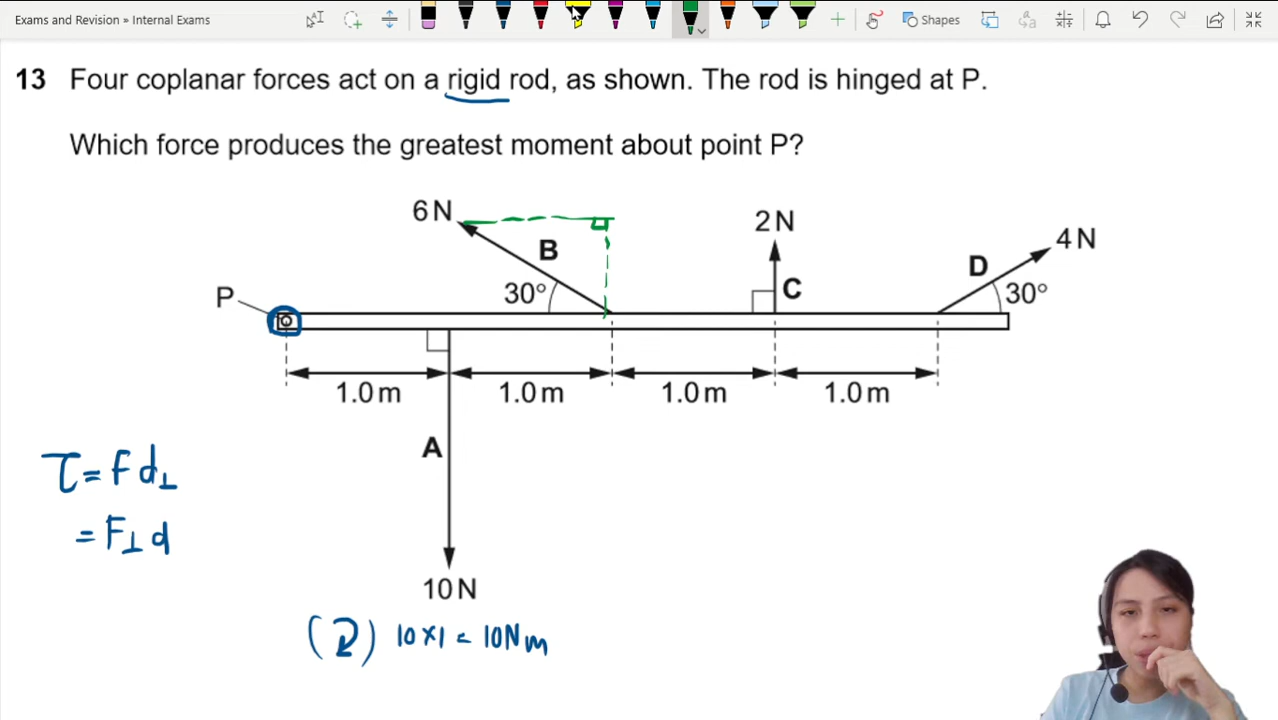 Exams and Revision » Internal Exams
Shapes
13 Four coplanar forces act on a rigid rod, as shown. The rod is hinged at P.
Which force produces the greatest moment about point P?
6 N
2 N
4 N
B
D
P
30°
C
30°
1.0 m
1.0 m
1.0 m
1.0 m
A
τ = F d⊥
= F⊥ d
10 N
( ) 10 × 1 = 10 N m